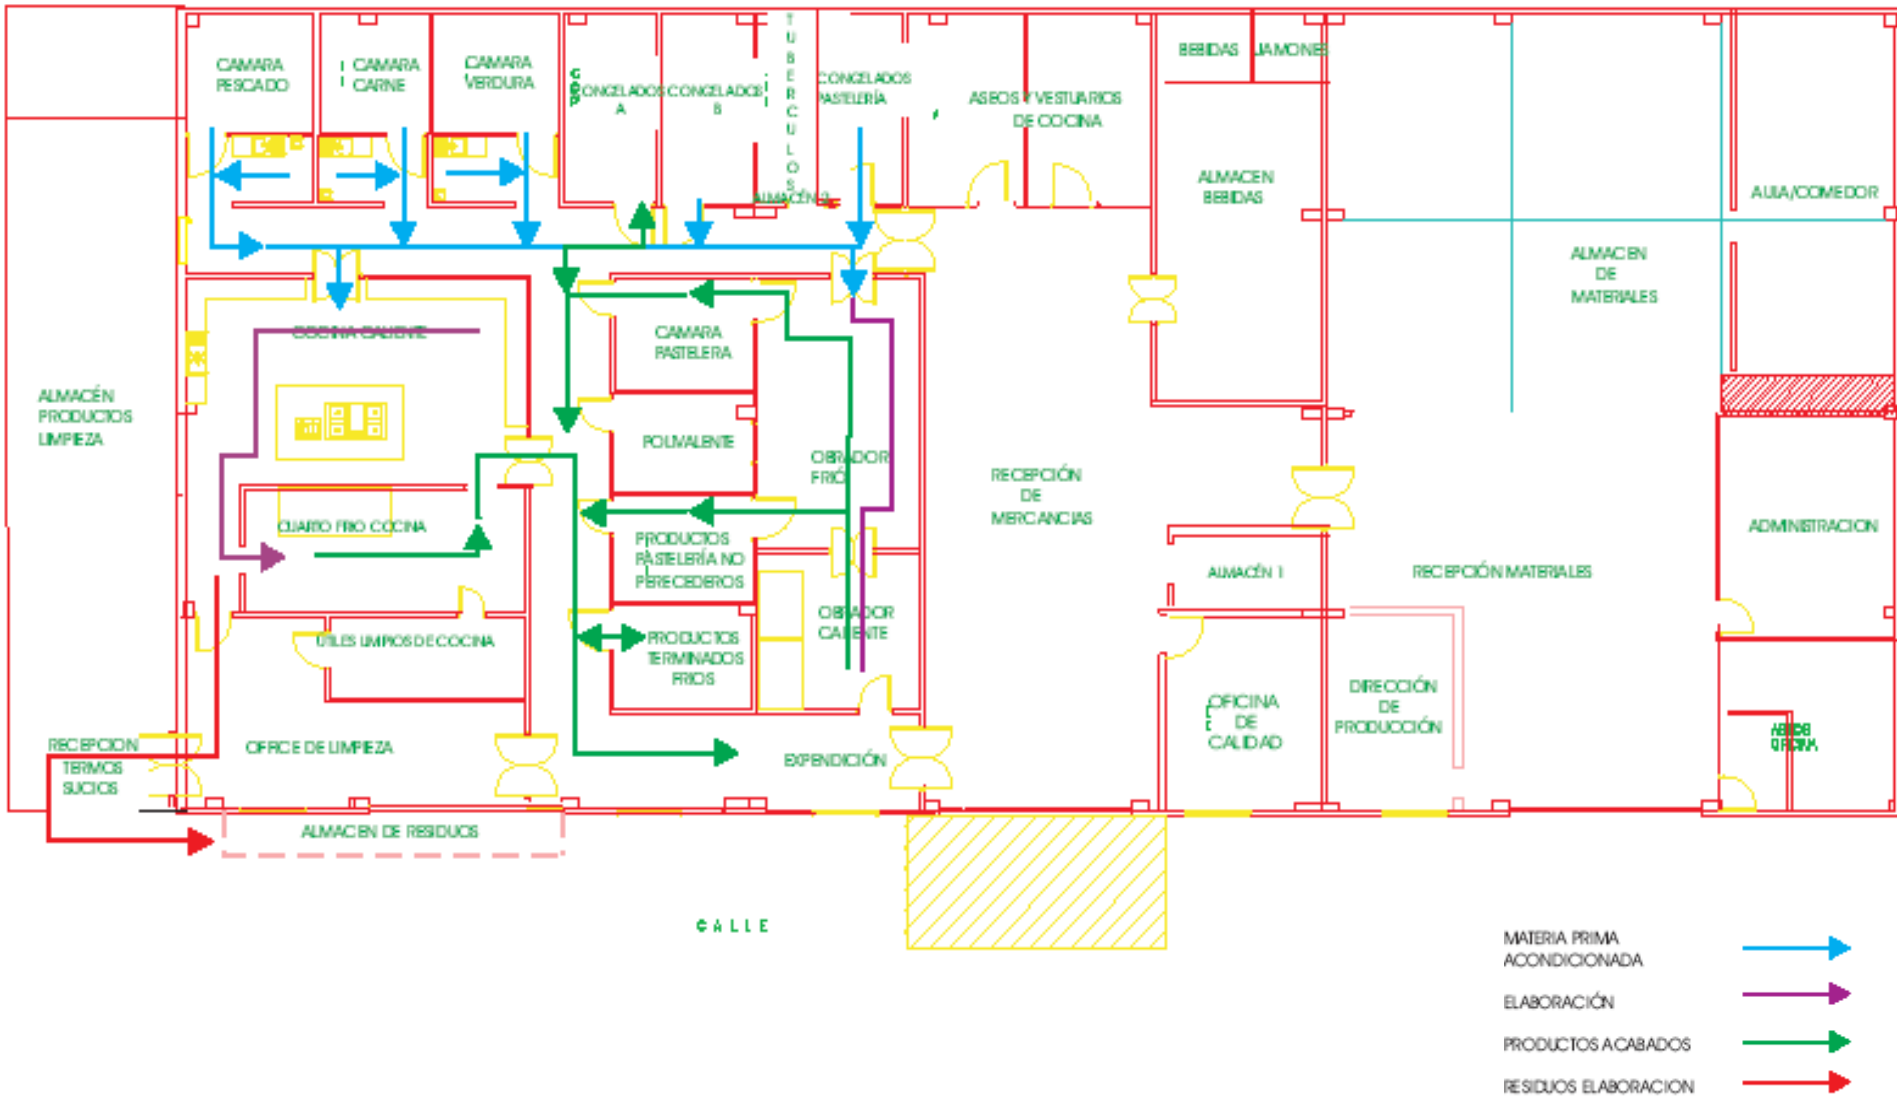 CAMARA
PESCADO
CAMARA
CARNE
CAMARA
VERDURA
CONGELADOS
A
CONGELADOS
B
TUBERCULOS
CONGELADOS
PASTELERÍA
ASEOS Y VESTUARIOS
DE COCINA
BEBIDAS
JAMONES
ALMACEN
BEBIDAS
AULA/COMEDOR
ALMACÉN 2
ALMACEN
DE
MATERIALES
COCINA CALIENTE
CAMARA
PASTELERA
ALMACÉN
PRODUCTOS
LIMPIEZA
POLIVALENTE
OBRADOR
FRIÓ
RECEPCIÓN
DE
MERCANCIAS
CUARTO FRIO COCINA
PRODUCTOS
PASTELERÍA NO
PERECEDEROS
ALMACÉN 1
RECEPCIÓN MATERIALES
ADMINISTRACION
ÚTILES LIMPIOS DE COCINA
PRODUCTOS
TERMINADOS
FRIOS
OBRADOR
CALIENTE
OFICINA
DE
CALIDAD
DIRECCIÓN
DE
PRODUCCIÓN
RECEPCION
TERMOS
SUCIOS
OFFICE DE LIMPIEZA
EXPENDICIÓN
ALMACEN DE RESIDUOS
CALLE
MATERIA PRIMA
ACONDICIONADA
ELABORACIÓN
PRODUCTOS ACABADOS
RESIDUOS ELABORACION